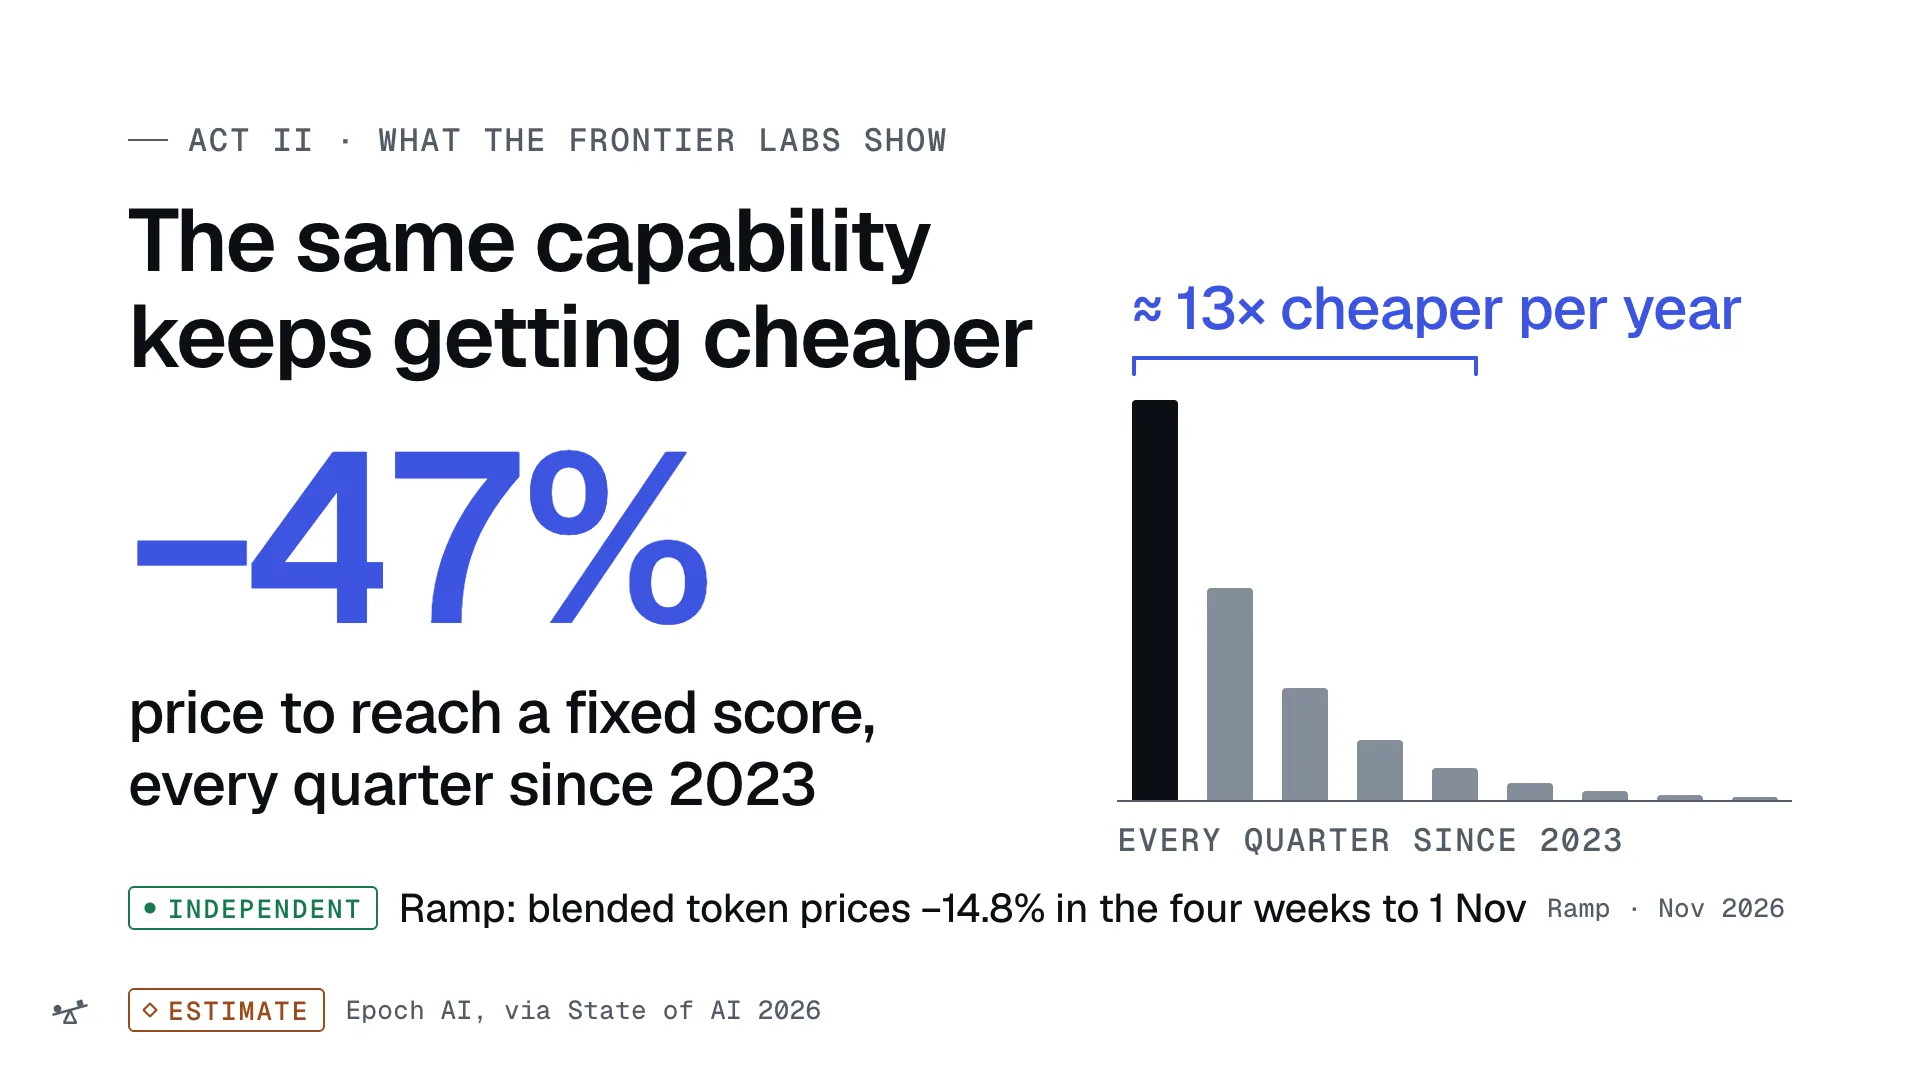 ACT II · WHAT THE FRONTIER LABS SHOW
The same capability
keeps getting cheaper
–47%
price to reach a fixed score,
every quarter since 2023
≈ 13× cheaper per year
EVERY QUARTER SINCE 2023
INDEPENDENT Ramp: blended token prices –14.8% in the four weeks to 1 Nov Ramp · Nov 2026
ESTIMATE Epoch AI, via State of AI 2026